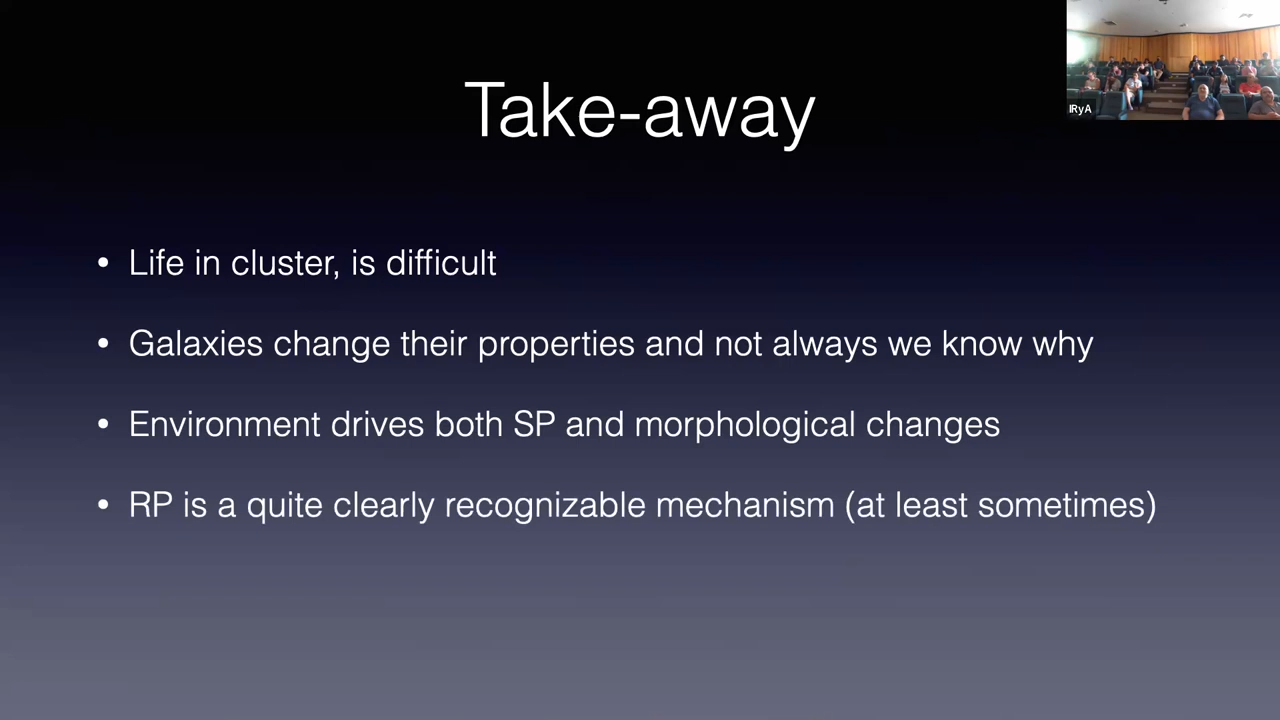 Take-away
IRyA
• Life in cluster, is difficult
• Galaxies change their properties and not always we know why
• Environment drives both SP and morphological changes
• RP is a quite clearly recognizable mechanism (at least sometimes)